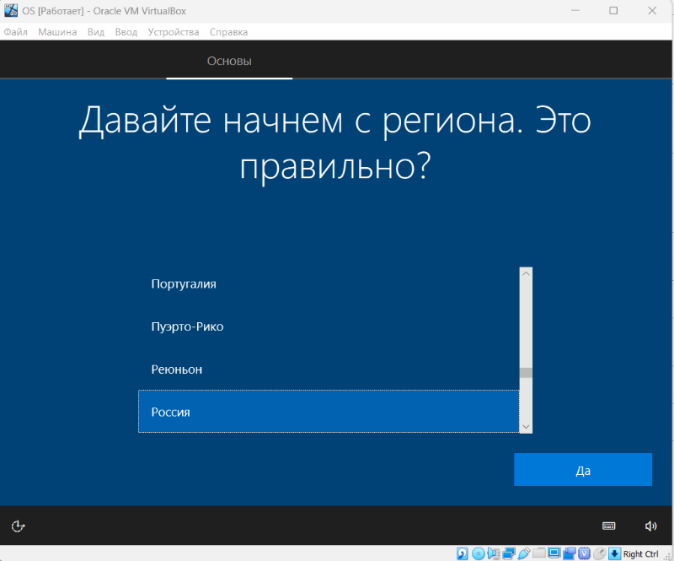 OS [Работает] - Oracle VM VirtualBox
Файл Машина Вид Ввод Устройства Справка
Основы
Давайте начнем с региона. Это
правильно?
Португалия
Пуэрто-Рико
Реюньон
Россия
Да
Right Ctrl